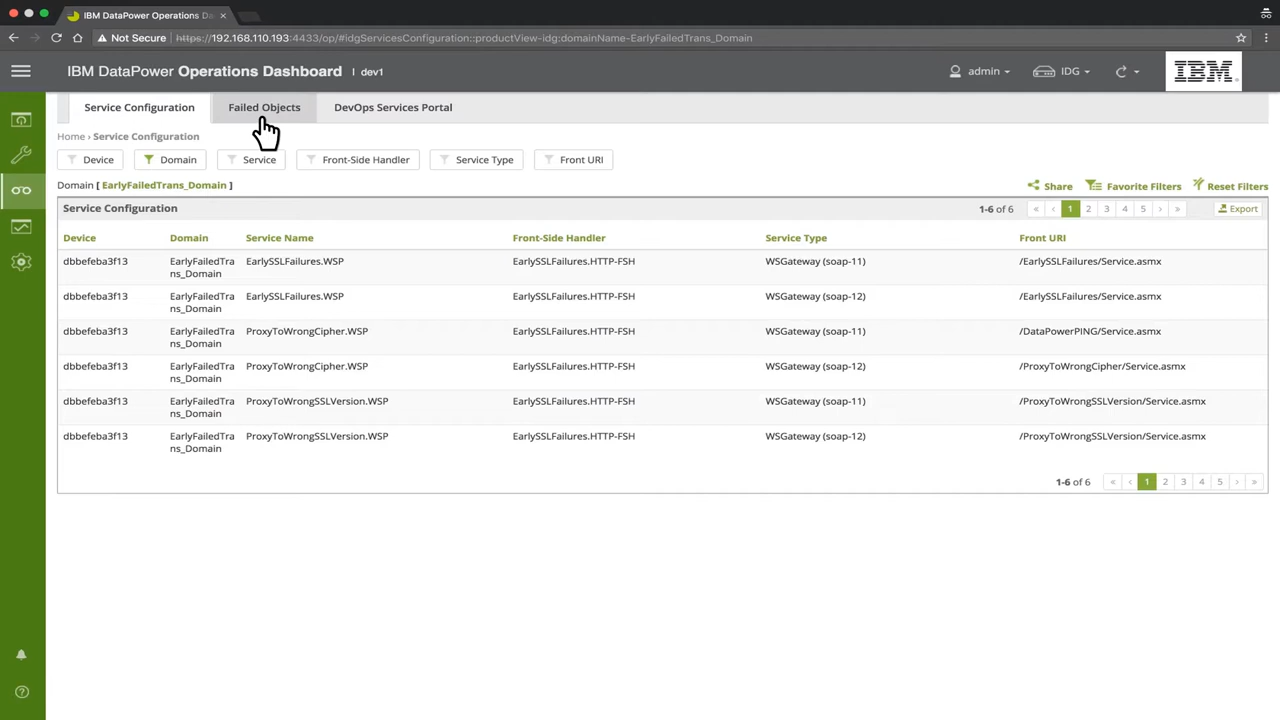 IBM DataPower Operations Da
Not Secure https://192.168.110.193:4433/op/#idgServicesConfiguration::productView-idg:domainName-EarlyFailedTrans_Domain
IBM DataPower Operations Dashboard | dev1
admin
IDG
IBM
Service Configuration
Failed Objects
DevOps Services Portal
Home › Service Configuration
Device
Domain
Service
Front-Side Handler
Service Type
Front URI
Domain [ EarlyFailedTrans_Domain ]
Share
Favorite Filters
Reset Filters
Service Configuration
1-6 of 6
« ‹ 1 2 3 4 5 › »
Export
Device Domain Service Name Front-Side Handler Service Type Front URI
dbbefeba3f13 EarlyFailedTra EarlySSLFailures.WSP EarlySSLFailures.HTTP-FSH WSGateway (soap-11) /EarlySSLFailures/Service.asmx
ns_Domain
dbbefeba3f13 EarlyFailedTra EarlySSLFailures.WSP EarlySSLFailures.HTTP-FSH WSGateway (soap-12) /EarlySSLFailures/Service.asmx
ns_Domain
dbbefeba3f13 EarlyFailedTra ProxyToWrongCipher.WSP EarlySSLFailures.HTTP-FSH WSGateway (soap-11) /DataPowerPING/Service.asmx
ns_Domain
dbbefeba3f13 EarlyFailedTra ProxyToWrongCipher.WSP EarlySSLFailures.HTTP-FSH WSGateway (soap-12) /ProxyToWrongCipher/Service.asmx
ns_Domain
dbbefeba3f13 EarlyFailedTra ProxyToWrongSSLVersion.WSP EarlySSLFailures.HTTP-FSH WSGateway (soap-11) /ProxyToWrongSSLVersion/Service.asmx
ns_Domain
dbbefeba3f13 EarlyFailedTra ProxyToWrongSSLVersion.WSP EarlySSLFailures.HTTP-FSH WSGateway (soap-12) /ProxyToWrongSSLVersion/Service.asmx
ns_Domain
1-6 of 6
« ‹ 1 2 3 4 5 › »